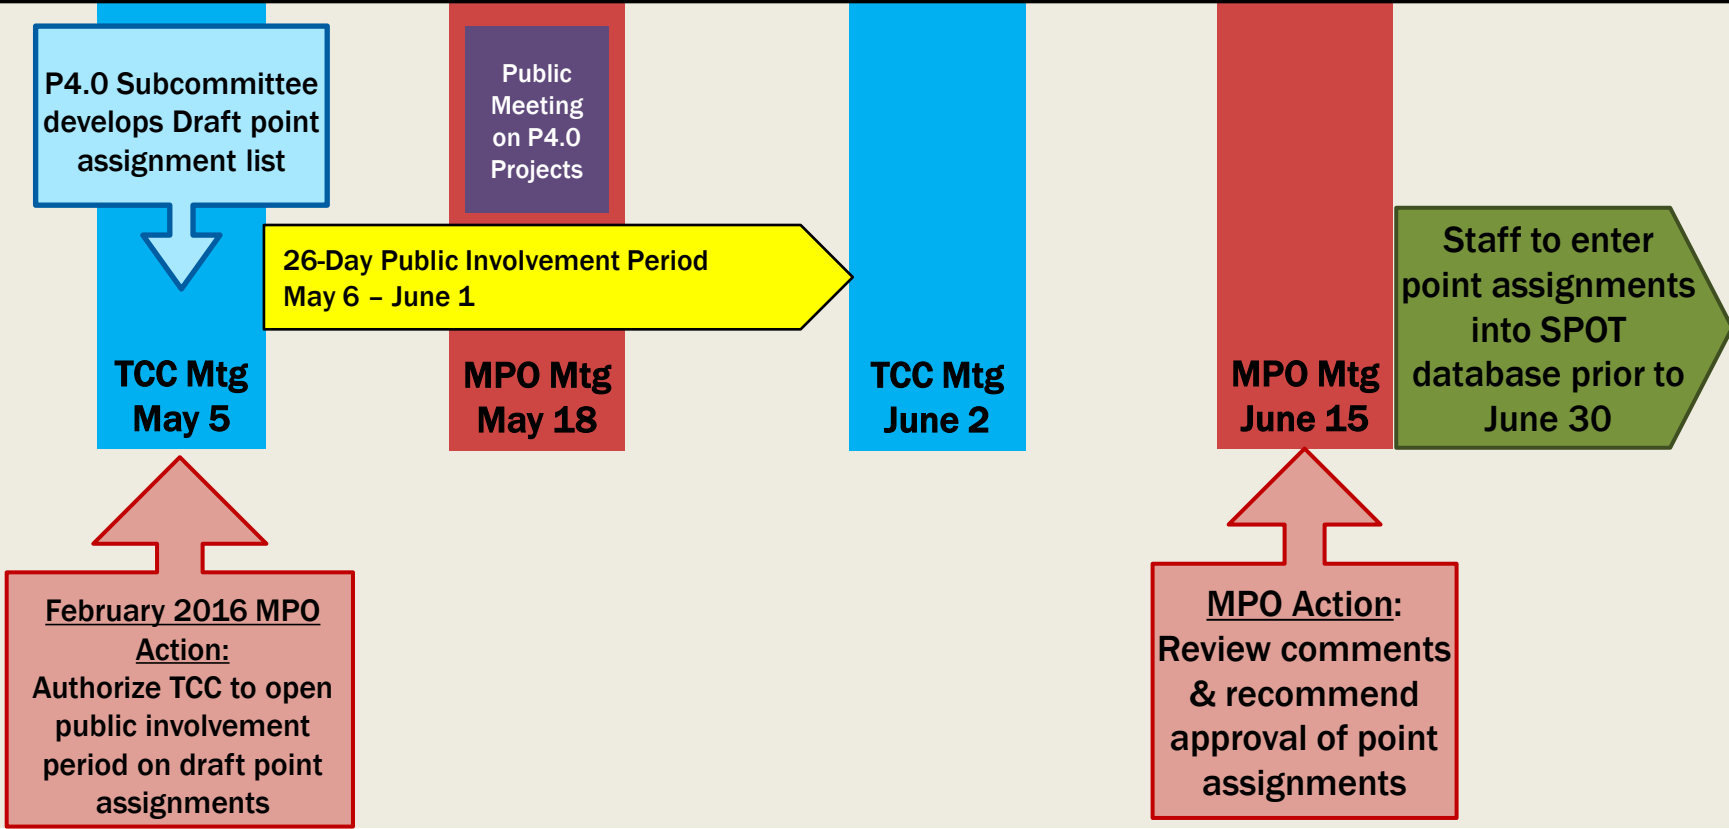 P4.0 Subcommittee
develops Draft point
assignment list
Public
Meeting
on P4.0
Projects
26-Day Public Involvement Period
May 6 – June 1
Staff to enter
point assignments
into SPOT
database prior to
June 30
TCC Mtg
May 5
MPO Mtg
May 18
TCC Mtg
June 2
MPO Mtg
June 15
February 2016 MPO
Action:
Authorize TCC to open
public involvement
period on draft point
assignments
MPO Action:
Review comments
& recommend
approval of point
assignments